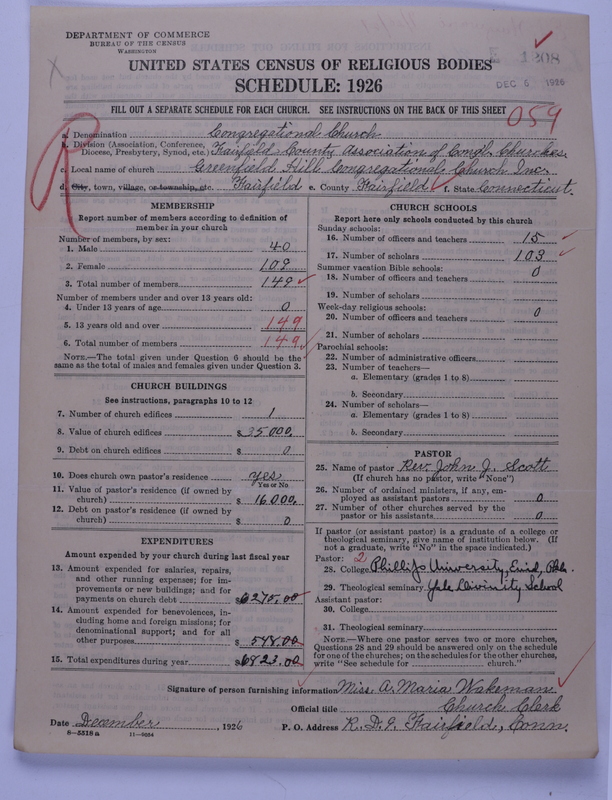 DEPARTMENT OF COMMERCE
BUREAU OF THE CENSUS
WASHINGTON
1208
DEC 6 1926
UNITED STATES CENSUS OF RELIGIOUS BODIES
SCHEDULE: 1926
FILL OUT A SEPARATE SCHEDULE FOR EACH CHURCH. SEE INSTRUCTIONS ON THE BACK OF THIS SHEET
059
R
a. Denomination Congregational Church
b. Division (Association, Conference, Diocese, Presbytery, Synod, etc.) Fairfield County Association of Congl. Churches.
c. Local name of church Greenfield Hill Congregational Church Inc.
d. City, town, village, or township, etc. Fairfield e. County Fairfield f. State Connecticut.
MEMBERSHIP
Report number of members according to definition of
member in your church
Number of members, by sex:
1. Male 40
2. Female 109
3. Total number of members 149
Number of members under and over 13 years old:
4. Under 13 years of age 0
5. 13 years old and over 149
6. Total number of members 149
NOTE.—The total given under Question 6 should be the
same as the total of males and females given under Question 3.
CHURCH BUILDINGS
See instructions, paragraphs 10 to 12
7. Number of church edifices 1
8. Value of church edifices $35000.
9. Debt on church edifices $ 0
10. Does church own pastor's residence yes
Yes or No
11. Value of pastor's residence (if owned by
church) $ 16000.
12. Debt on pastor's residence (if owned by
church) $ 0
EXPENDITURES
Amount expended by your church during last fiscal year
13. Amount expended for salaries, repairs,
and other running expenses; for im-
provements or new buildings; and for
payments on church debt $6275.00
14. Amount expended for benevolences, in-
cluding home and foreign missions; for
denominational support; and for all
other purposes $548.00
15. Total expenditures during year $6823.00
CHURCH SCHOOLS
Report here only schools conducted by this church
Sunday schools:
16. Number of officers and teachers 15
17. Number of scholars 103
Summer vacation Bible schools:
18. Number of officers and teachers 0
19. Number of scholars
Week-day religious schools:
20. Number of officers and teachers 0
21. Number of scholars
Parochial schools:
22. Number of administrative officers
23. Number of teachers—
a. Elementary (grades 1 to 8)
b. Secondary
24. Number of scholars—
a. Elementary (grades 1 to 8)
b. Secondary
PASTOR
25. Name of pastor Rev. John J. Scott
(If church has no pastor, write "None")
26. Number of ordained ministers, if any, em-
ployed as assistant pastors 0
27. Number of other churches served by the
pastor or his assistants 0
If pastor (or assistant pastor) is a graduate of a college or
theological seminary, give name of institution below. (If
not a graduate, write "No" in the space indicated.)
Pastor: 2
28. College Phillips University, Enid, Okla.
29. Theological seminary Yale Divinity School
Assistant pastor:
30. College
31. Theological seminary
NOTE.—Where one pastor serves two or more churches,
Questions 28 and 29 should be answered only on the schedule
for one of the churches; on the schedules for the other churches,
write "See schedule for church."
Signature of person furnishing information Miss. A. Maria Wakeman
Official title Church Clerk
Date December, 1926 P. O. Address R. D. 9. Fairfield, Conn.
8—5318 a 11—9054